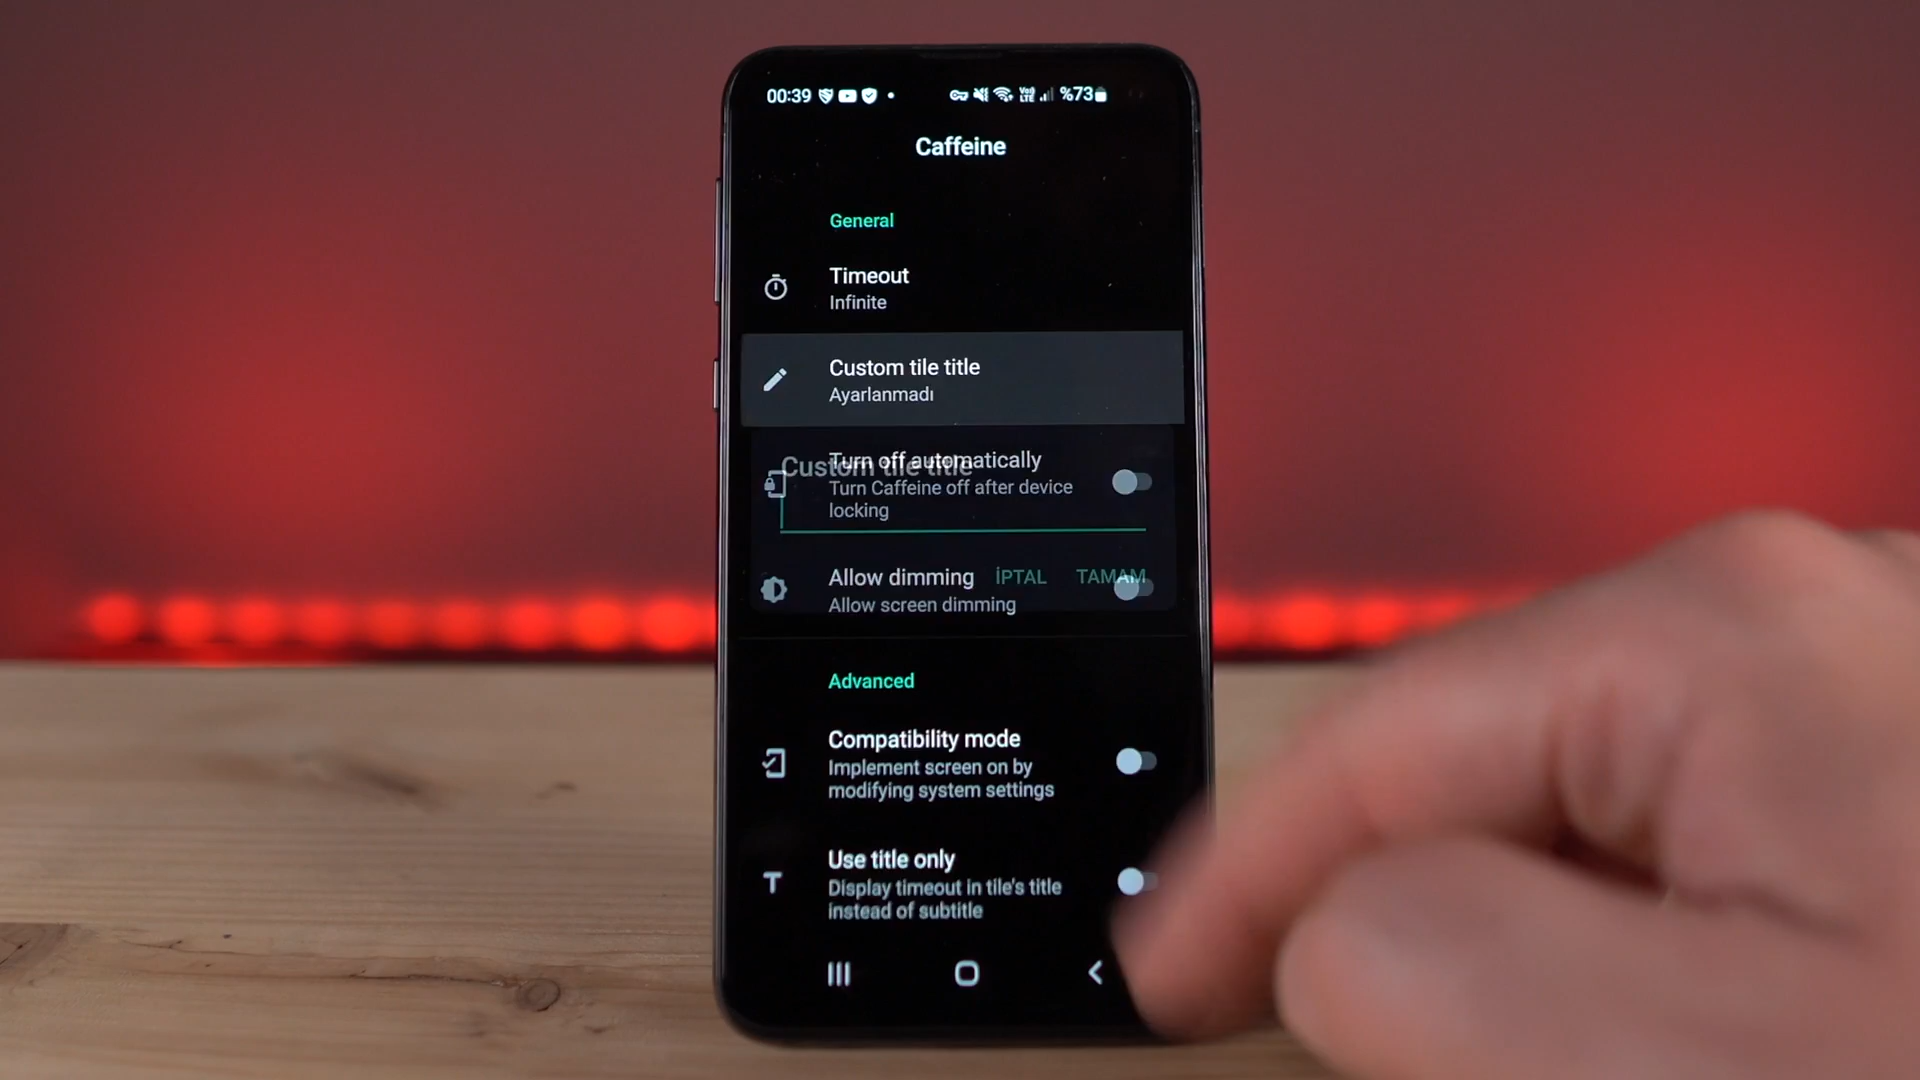 00:39 Vo)) LTE %73
Caffeine
General
Timeout
Infinite
Custom tile title
Ayarlanmadı
Turn off automatically
Custom tile title
Turn Caffeine off after device
locking
Allow dimming İPTAL TAMAM
Allow screen dimming
Advanced
Compatibility mode
Implement screen on by
modifying system settings
T Use title only
Display timeout in tile's title
instead of subtitle